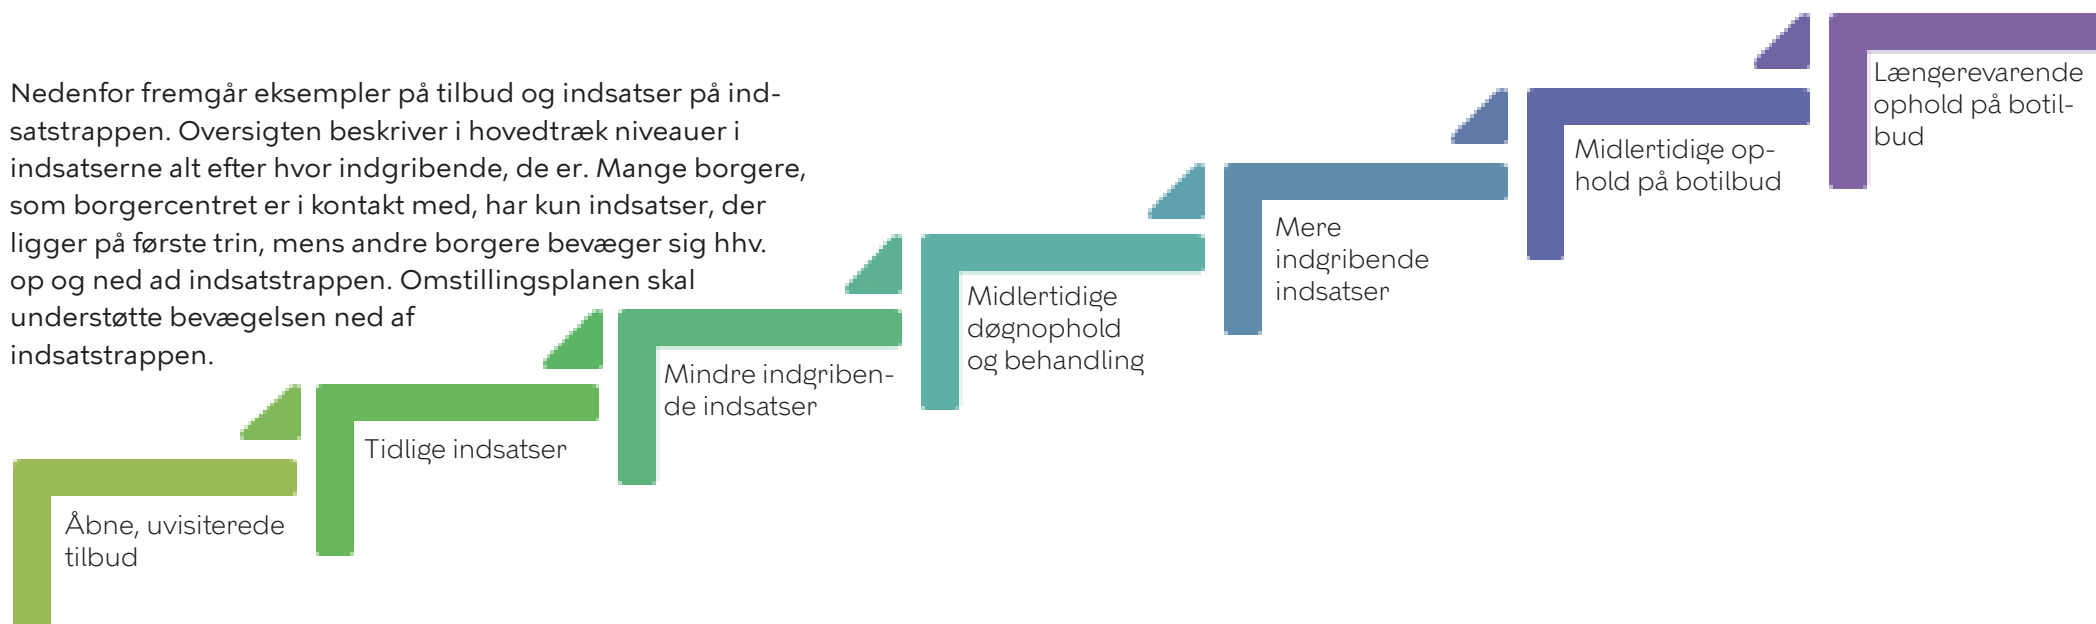 Nedenfor fremgår eksempler på tilbud og indsatser på ind-
satstrappen. Oversigten beskriver i hovedtræk niveauer i
indsatserne alt efter hvor indgribende, de er. Mange borgere,
som borgercentret er i kontakt med, har kun indsatser, der
ligger på første trin, mens andre borgere bevæger sig hhv.
op og ned ad indsatstrappen. Omstillingsplanen skal
understøtte bevægelsen ned af
indsatstrappen.
Åbne, uvisiterede
tilbud
Tidlige indsatser
Mindre indgriben-
de indsatser
Midlertidige
døgnophold
og behandling
Mere
indgribende
indsatser
Midlertidige op-
hold på botilbud
Længerevarende
ophold på botil-
bud